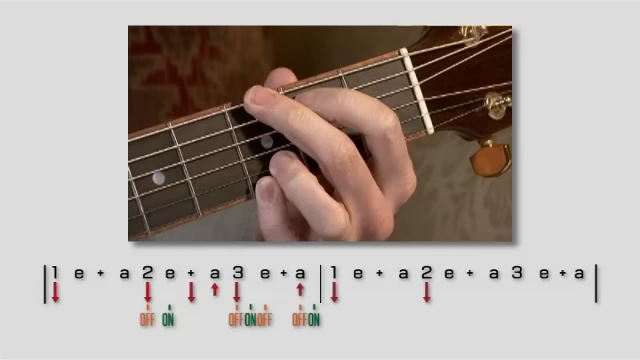 1 e + a 2 e + a 3 e + a 1 e + a 2 e + a 3 e + a
OFF ON OFF ON OFF OFF ON